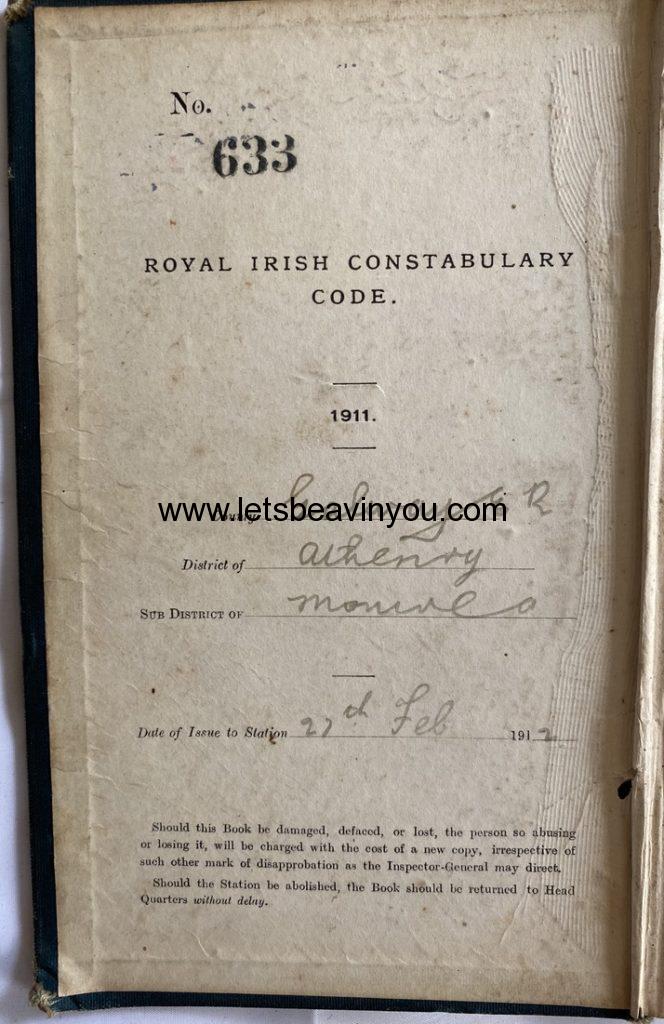 No.
633
ROYAL IRISH CONSTABULARY
CODE.
1911.
www.letsbeavinyou.com
County Galway E R
District of Athenry
SUB DISTRICT OF
Date of Issue to Station 27th Feb 1912
Should this Book be damaged, defaced, or lost, the person so abusing
or losing it, will be charged with the cost of a new copy, irrespective of
such other mark of disapprobation as the Inspector-General may direct.
Should the Station be abolished, the Book should be returned to Head
Quarters without delay.